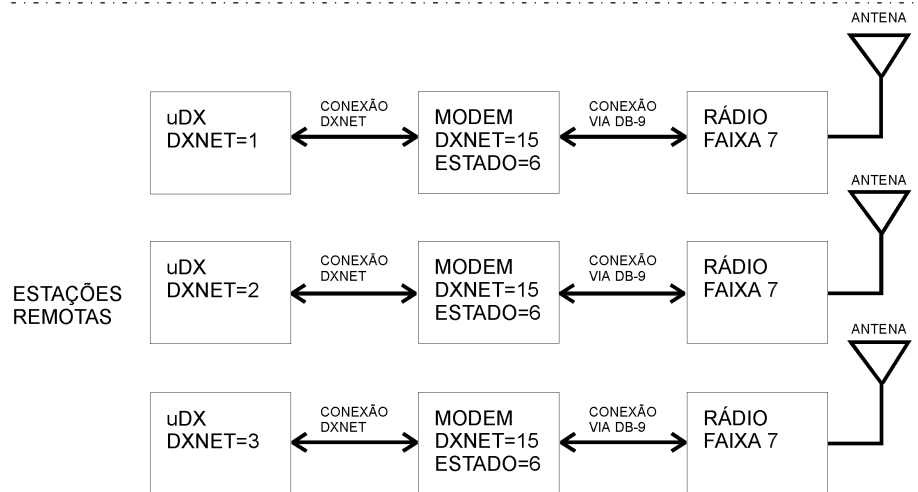 ANTENA
uDX
DXNET=1
CONEXÃO
DXNET
MODEM
DXNET=15
ESTADO=6
CONEXÃO
VIA DB-9
RÁDIO
FAIXA 7
ANTENA
ESTAÇÕES
REMOTAS
uDX
DXNET=2
CONEXÃO
DXNET
MODEM
DXNET=15
ESTADO=6
CONEXÃO
VIA DB-9
RÁDIO
FAIXA 7
ANTENA
uDX
DXNET=3
CONEXÃO
DXNET
MODEM
DXNET=15
ESTADO=6
CONEXÃO
VIA DB-9
RÁDIO
FAIXA 7